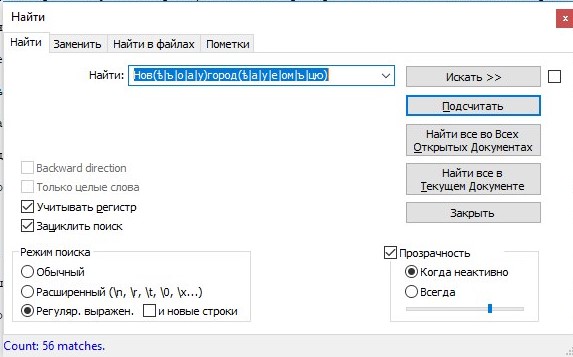 Найти
Найти Заменить Найти в файлах Пометки
Найти: Нов(ѣ|ъ|о|а|у)город(ѣ|а|у|е|ом|ъ|цю)
Искать >>
Подсчитать
Найти все во Всех
Открытых Документах
Найти все в
Текущем Документе
Закрыть
Backward direction
Только целые слова
Учитывать регистр
Зациклить поиск
Режим поиска
Обычный
Расширенный (\n, \r, \t, \0, \x...)
Регуляр. выражен. и новые строки
Прозрачность
Когда неактивно
Всегда
Count: 56 matches.